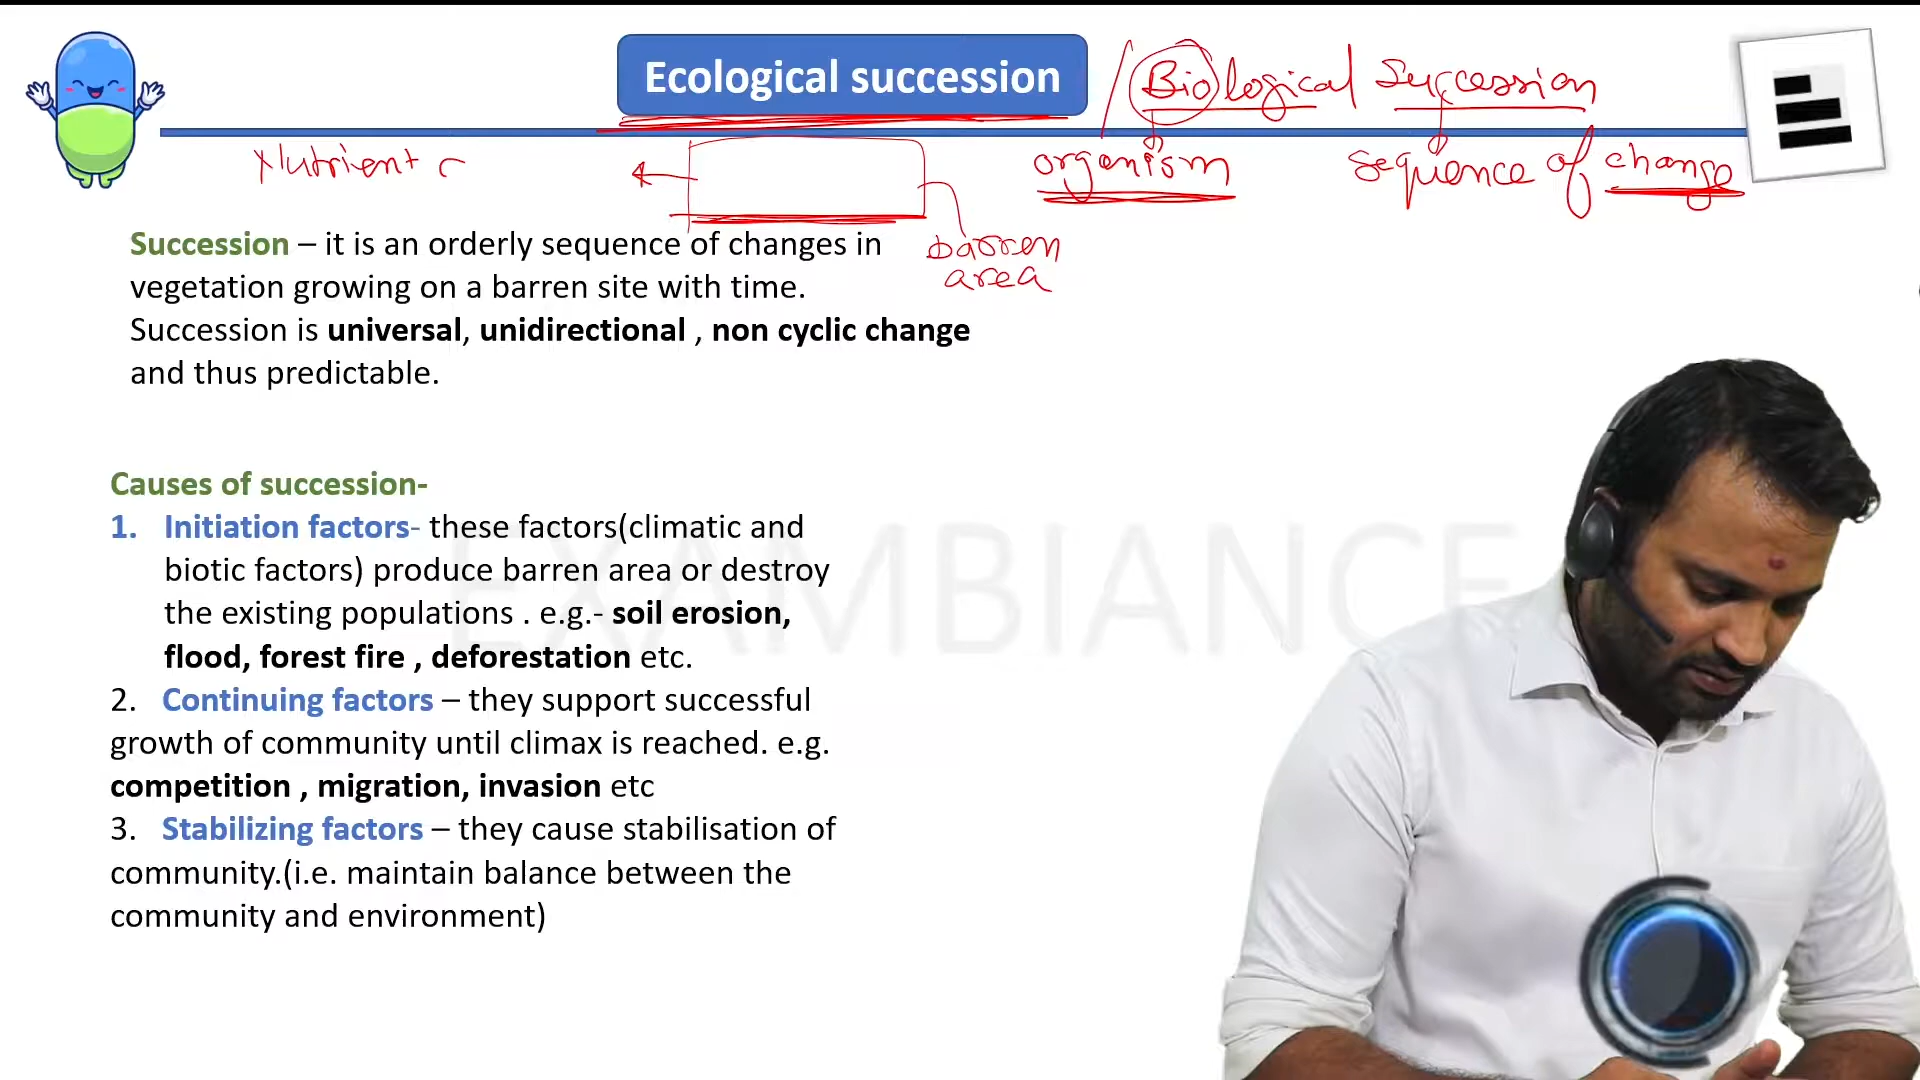 Ecological succession / Biological Succession
Nutrient
organism
sequence of change
barren
area
Succession – it is an orderly sequence of changes in
vegetation growing on a barren site with time.
Succession is universal, unidirectional , non cyclic change
and thus predictable.
Causes of succession-
1. Initiation factors- these factors(climatic and
biotic factors) produce barren area or destroy
the existing populations . e.g.- soil erosion,
flood, forest fire , deforestation etc.
2. Continuing factors – they support successful
growth of community until climax is reached. e.g.
competition , migration, invasion etc
3. Stabilizing factors – they cause stabilisation of
community.(i.e. maintain balance between the
community and environment)
EXAMBIANCE